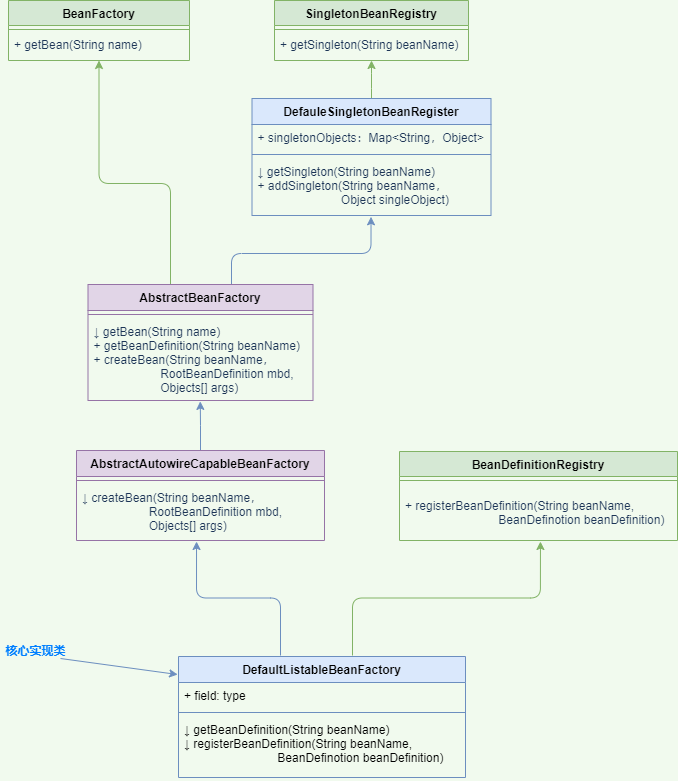 BeanFactory
+ getBean(String name)
SingletonBeanRegistry
+ getSingleton(String beanName)
DefauleSingletonBeanRegister
+ singletonObjects：Map<String，Object>
↓ getSingleton(String beanName)
+ addSingleton(String beanName，
Object singleObject)
AbstractBeanFactory
↓ getBean(String name)
+ getBeanDefinition(String beanName)
+ createBean(String beanName，
RootBeanDefinition mbd,
Objects[] args)
AbstractAutowireCapableBeanFactory
↓ createBean(String beanName，
RootBeanDefinition mbd,
Objects[] args)
BeanDefinitionRegistry
+ registerBeanDefinition(String beanName,
BeanDefinotion beanDefinition)
核心实现类
DefaultListableBeanFactory
+ field: type
↓ getBeanDefinition(String beanName)
↓ registerBeanDefinition(String beanName,
BeanDefinotion beanDefinition)